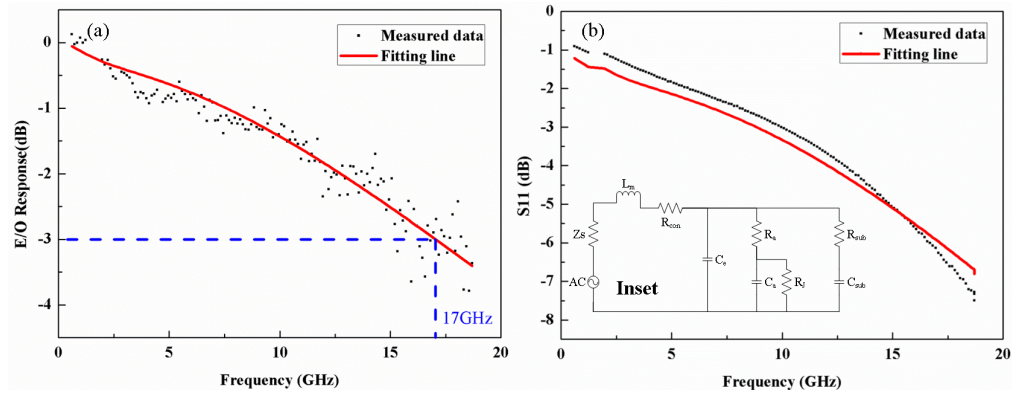 (a)
Measured data
Fitting line
0
-1
-2
-3
-4
E/O Response(dB)
17GHz
0 5 10 15 20
Frequency (GHz)
(b)
Measured data
Fitting line
0
-1
-2
-3
-4
-5
-6
-7
-8
S11 (dB)
Lm
Rcon
Zs
AC
Inset
Ce
Ra
Ca
RJ
Rsub
Csub
0 5 10 15 20
Frequency (GHz)